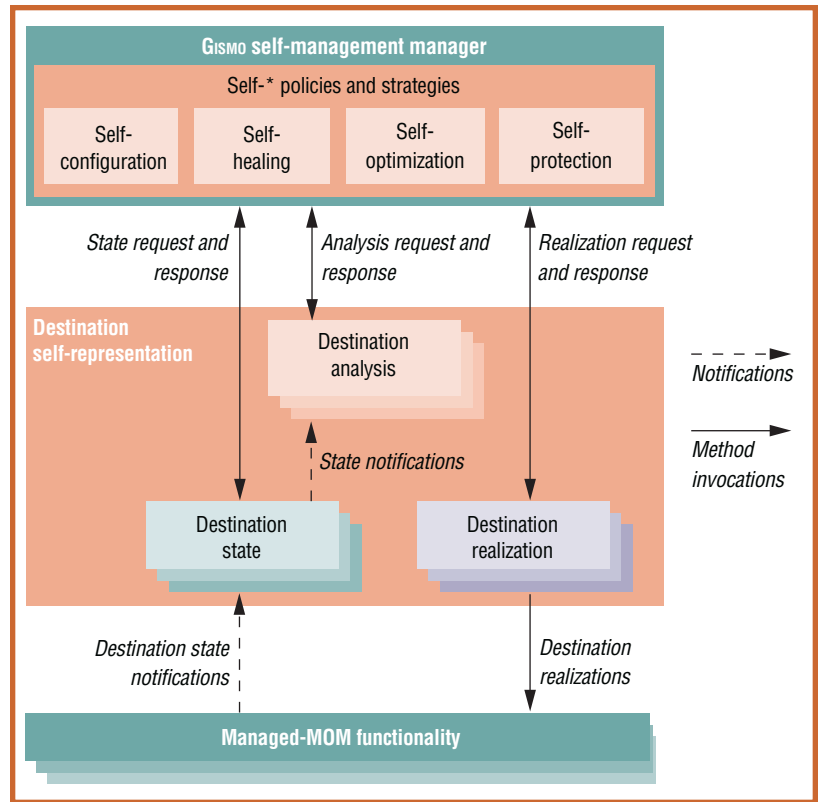 GISMO self-management manager
Self-* policies and strategies
Self-
configuration
Self-
healing
Self-
optimization
Self-
protection
State request and
response
Analysis request and
response
Realization request
and response
Destination
self-representation
Destination
analysis
Notifications
State notifications
Method
invocations
Destination
state
Destination
realization
Destination state
notifications
Destination
realizations
Managed-MOM functionality